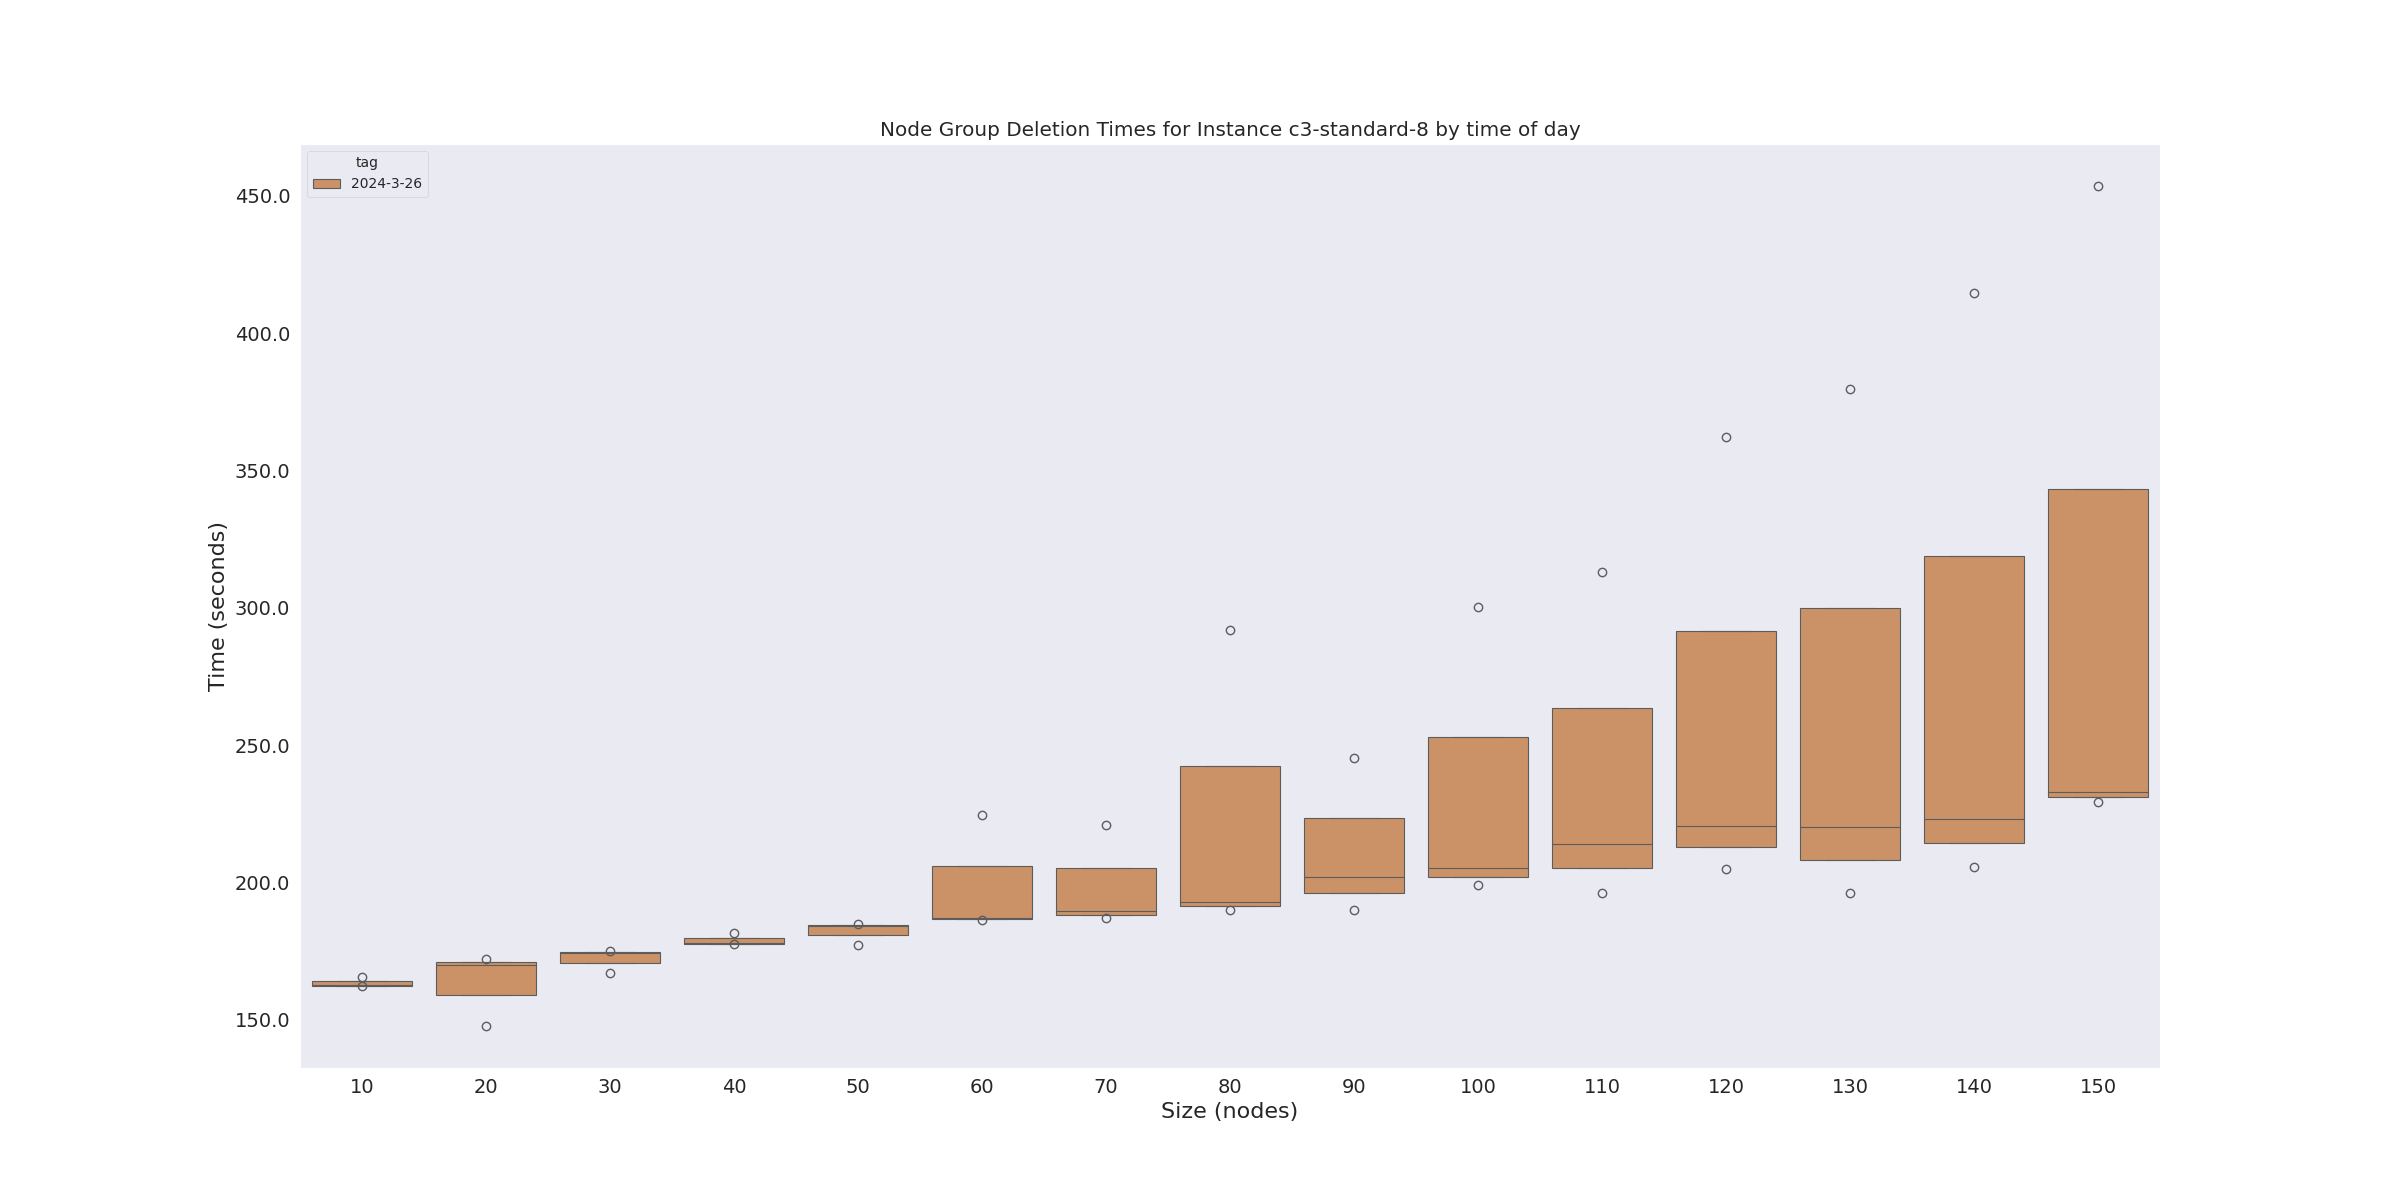 Node Group Deletion Times for Instance c3-standard-8 by time of day
tag
2024-3-26
450.0
400.0
350.0
300.0
250.0
200.0
150.0
Time (seconds)
10 20 30 40 50 60 70 80 90 100 110 120 130 140 150
Size (nodes)